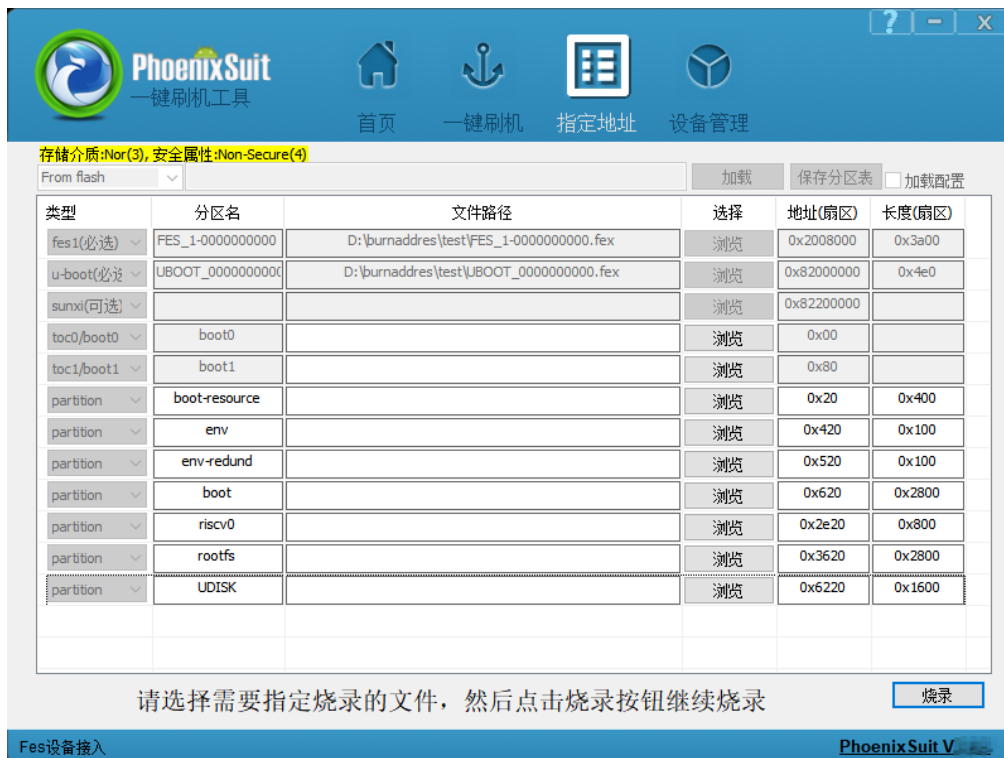 ? － X
PhoenixSuit
一键刷机工具
首页 一键刷机 指定地址 设备管理
存储介质:Nor(3), 安全属性:Non-Secure(4)
From flash 加载 保存分区表 加载配置
类型 分区名 文件路径 选择 地址(扇区) 长度(扇区)
fes1(必选) FES_1-0000000000 D:\burnaddres\test\FES_1-0000000000.fex 浏览 0x2008000 0x3a00
u-boot(必选 UBOOT_0000000000 D:\burnaddres\test\UBOOT_0000000000.fex 浏览 0x82000000 0x4e0
sunxi(可选) 浏览 0x82200000
toc0/boot0 boot0 浏览 0x00
toc1/boot1 boot1 浏览 0x80
partition boot-resource 浏览 0x20 0x400
partition env 浏览 0x420 0x100
partition env-redund 浏览 0x520 0x100
partition boot 浏览 0x620 0x2800
partition riscv0 浏览 0x2e20 0x800
partition rootfs 浏览 0x3620 0x2800
partition UDISK 浏览 0x6220 0x1600
请选择需要指定烧录的文件，然后点击烧录按钮继续烧录 烧录
Fes设备接入 PhoenixSuit V